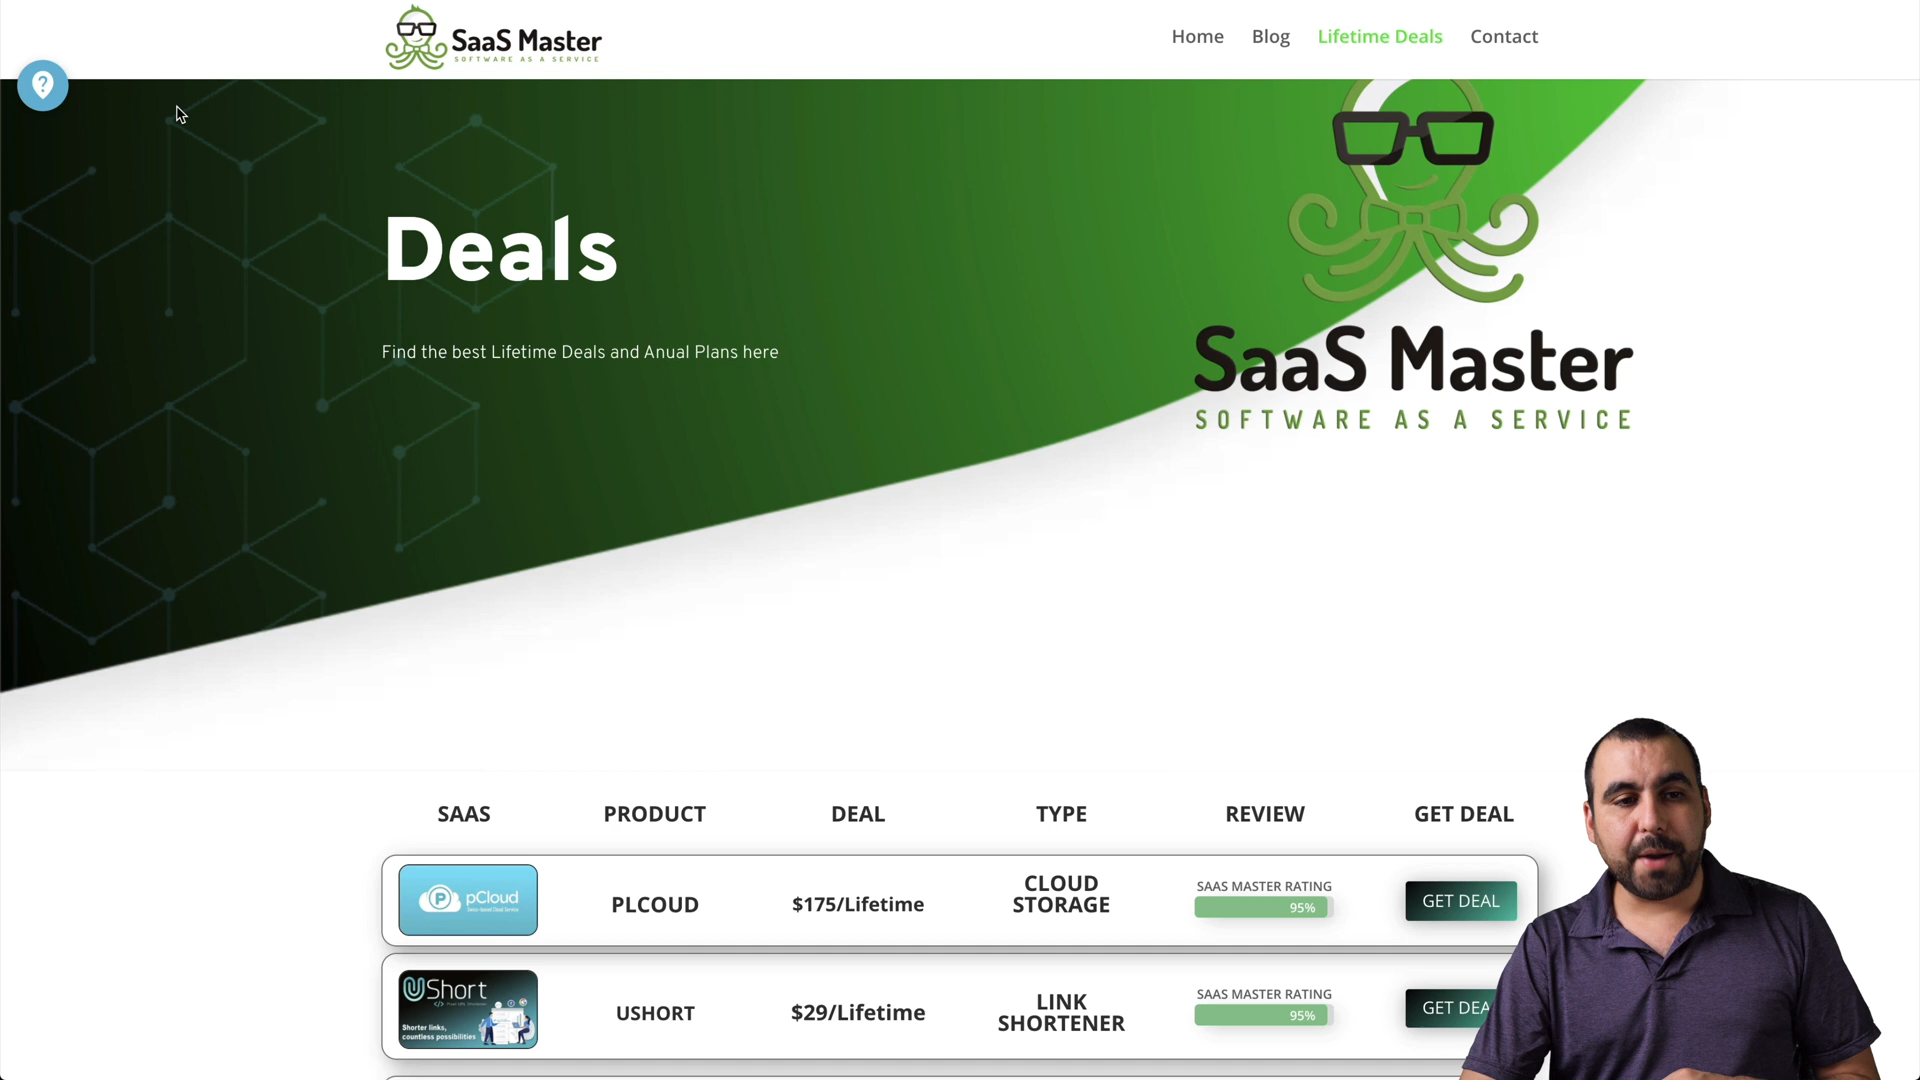 SaaS Master
SOFTWARE AS A SERVICE
Home
Blog
Lifetime Deals
Contact
?
Deals
Find the best Lifetime Deals and Anual Plans here
SaaS Master
SOFTWARE AS A SERVICE
SAAS
PRODUCT
DEAL
TYPE
REVIEW
GET DEAL
pCloud
PLCOUD
$175/Lifetime
CLOUD
STORAGE
SAAS MASTER RATING
95%
GET DEAL
UShort
Shorter links,
countless possibilities
USHORT
$29/Lifetime
LINK
SHORTENER
SAAS MASTER RATING
95%
GET DEA